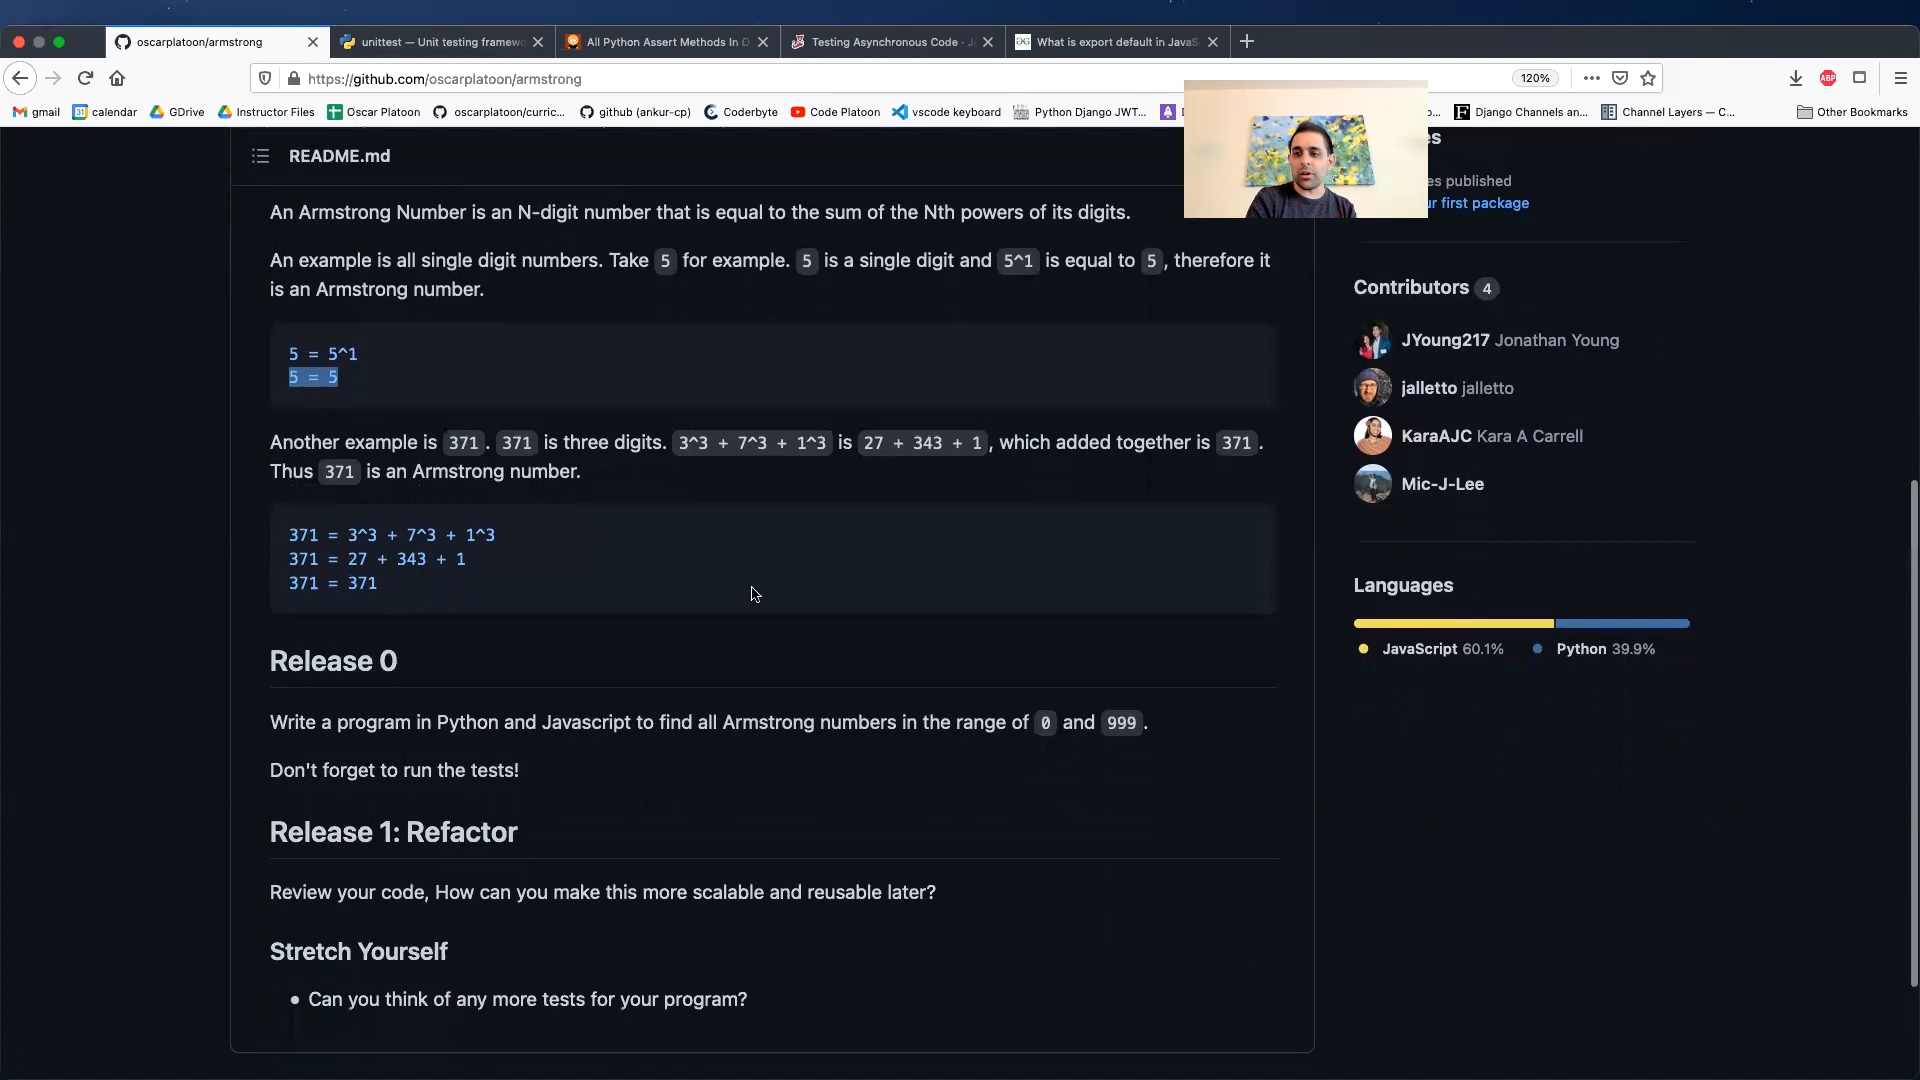 oscarplatoon/armstrong
unittest — Unit testing framewo
All Python Assert Methods In O
Testing Asynchronous Code · J
What is export default in JavaS
https://github.com/oscarplatoon/armstrong
120%
gmail
calendar
GDrive
Instructor Files
Oscar Platoon
oscarplatoon/curric...
github (ankur-cp)
Coderbyte
Code Platoon
vscode keyboard
Python Django JWT...
Django Channels an...
Channel Layers — C...
Other Bookmarks
README.md
An Armstrong Number is an N-digit number that is equal to the sum of the Nth powers of its digits.
An example is all single digit numbers. Take 5 for example. 5 is a single digit and 5^1 is equal to 5, therefore it
is an Armstrong number.
5 = 5^1
5 = 5
Another example is 371. 371 is three digits. 3^3 + 7^3 + 1^3 is 27 + 343 + 1, which added together is 371.
Thus 371 is an Armstrong number.
371 = 3^3 + 7^3 + 1^3
371 = 27 + 343 + 1
371 = 371
Release 0
Write a program in Python and Javascript to find all Armstrong numbers in the range of 0 and 999.
Don't forget to run the tests!
Release 1: Refactor
Review your code, How can you make this more scalable and reusable later?
Stretch Yourself
Can you think of any more tests for your program?
es published
ur first package
Contributors 4
JYoung217 Jonathan Young
jalletto jalletto
KaraAJC Kara A Carrell
Mic-J-Lee
Languages
JavaScript 60.1%
Python 39.9%